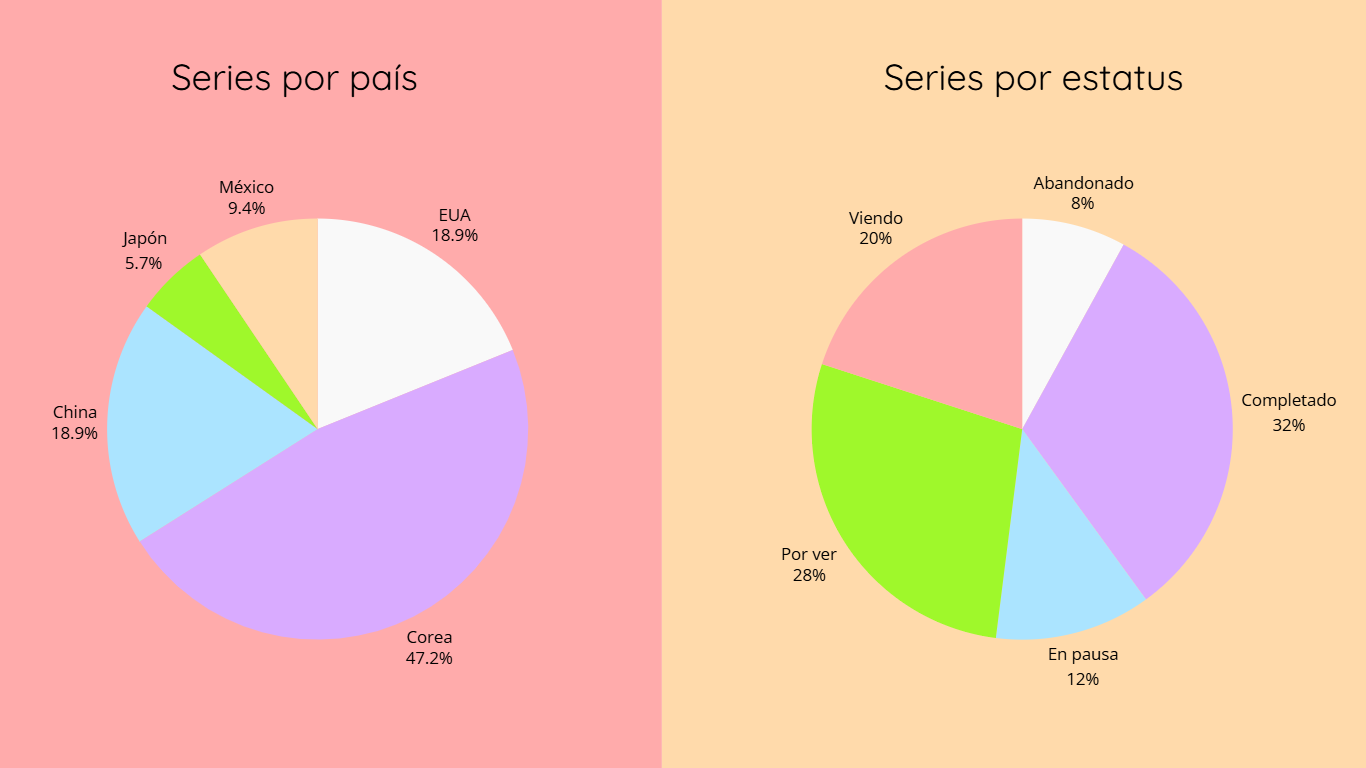 Series por país
México
9.4%
EUA
18.9%
Japón
5.7%
China
18.9%
Corea
47.2%
Series por estatus
Abandonado
8%
Viendo
20%
Completado
32%
Por ver
28%
En pausa
12%